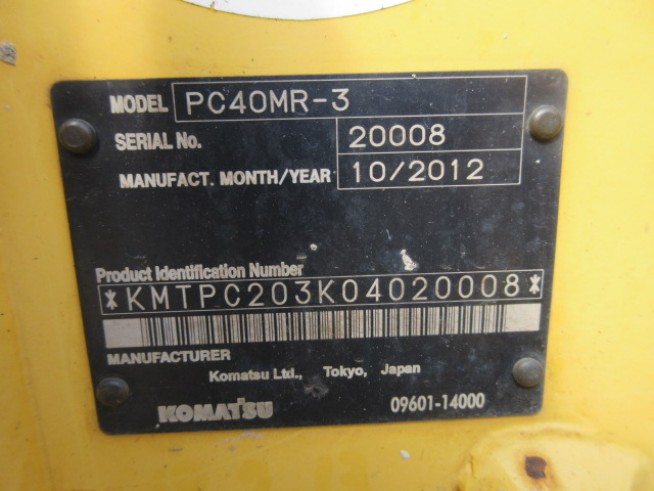 MODEL PC40MR-3
SERIAL No. 20008
MANUFACT. MONTH/YEAR 10/2012
Product Identification Number
*KMTPC203K04020008*
MANUFACTURER
Komatsu Ltd., Tokyo, Japan
KOMATSU 09601-14000